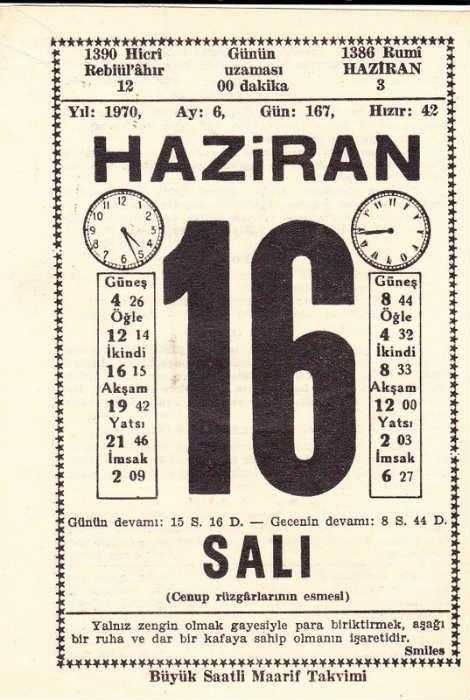 1390 Hicrî Günün 1386 Rumî
Rebiül'âhır uzaması HAZİRAN
12 00 dakika 3
Yıl: 1970, Ay: 6, Gün: 167, Hızır: 42
HAZiRAN
16
Güneş
4 26
Öğle
12 14
İkindi
16 15
Akşam
19 42
Yatsı
21 46
İmsak
2 09
Güneş
8 44
Öğle
4 32
İkindi
8 33
Akşam
12 00
Yatsı
2 03
İmsak
6 27
Günün devamı: 15 S. 16 D. — Gecenin devamı: 8 S. 44 D.
SALI
(Cenup rüzgârlarının esmesi)
Yalnız zengin olmak gayesiyle para biriktirmek, aşağı
bir ruha ve dar bir kafaya sahip olmanın işaretidir.
Smiles
Büyük Saatli Maarif Takvimi